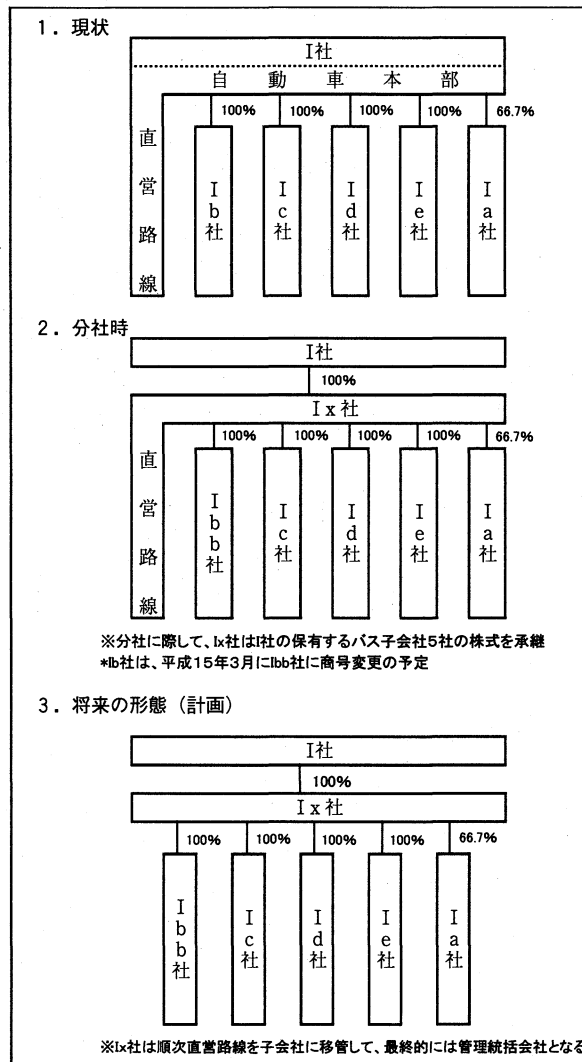 1．現状
I社
自動車本部
100% 100% 100% 100% 66.7%
直営路線
Ib社
Ic社
Id社
Ie社
Ia社
2．分社時
I社
100%
Ix社
100% 100% 100% 100% 66.7%
直営路線
Ibb社
Ic社
Id社
Ie社
Ia社
※分社に際して、Ix社はI社の保有するバス子会社5社の株式を承継
*Ib社は、平成15年3月にIbb社に商号変更の予定
3．将来の形態（計画）
I社
100%
Ix社
100% 100% 100% 100% 66.7%
Ibb社
Ic社
Id社
Ie社
Ia社
※Ix社は順次直営路線を子会社に移管して、最終的には管理統括会社となる